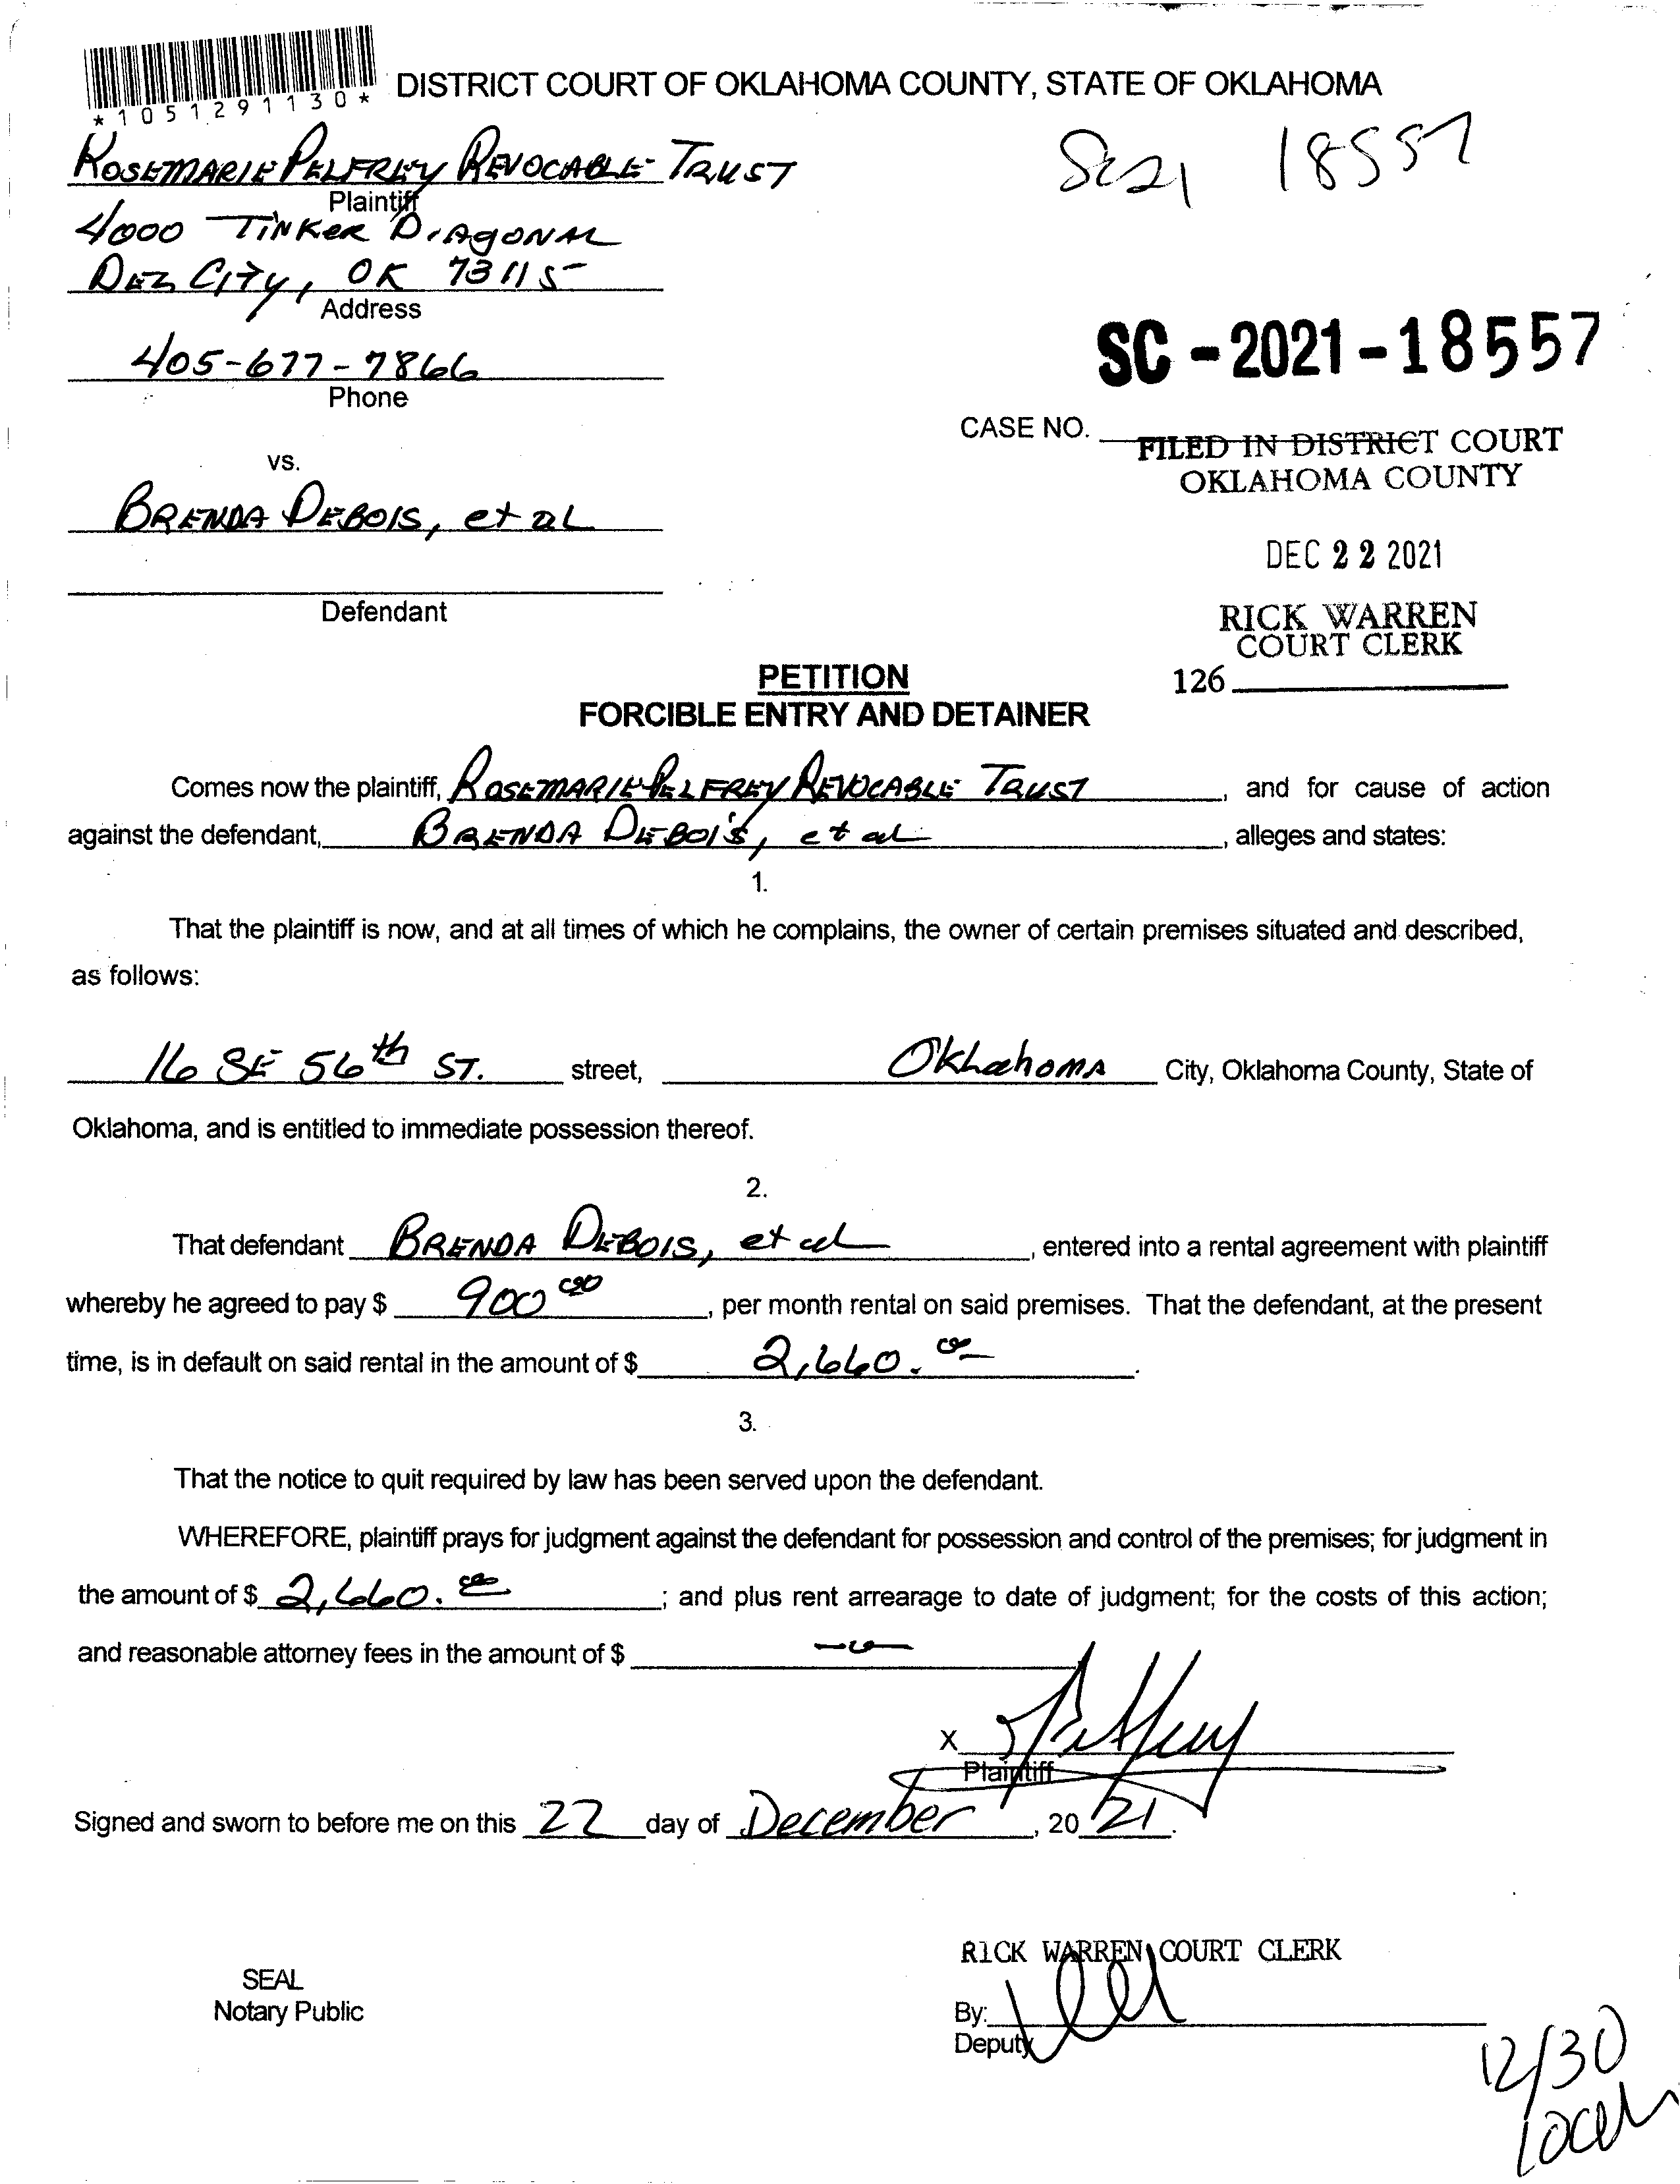 *1051291130*
DISTRICT COURT OF OKLAHOMA COUNTY, STATE OF OKLAHOMA
ROSEMARIE PELFREY REVOCABLE TRUST
Plaintiff
SC21 18557
4000 TINKER DIAGONAL
DEL CITY, OK 73115
Address
SC-2021-18557
405-677-7866
Phone
CASE NO.
FILED IN DISTRICT COURT
OKLAHOMA COUNTY
vs.
BRENDA DEBOIS, et al
DEC 22 2021
Defendant
RICK WARREN
COURT CLERK
126
PETITION
FORCIBLE ENTRY AND DETAINER
Comes now the plaintiff, ROSEMARIE PELFREY REVOCABLE TRUST, and for cause of action
against the defendant, BRENDA DEBOIS, et al, alleges and states:
1.
That the plaintiff is now, and at all times of which he complains, the owner of certain premises situated and described,
as follows:
16 SE 56th ST. street, Oklahoma City, Oklahoma County, State of
Oklahoma, and is entitled to immediate possession thereof.
2.
That defendant BRENDA DEBOIS, et al, entered into a rental agreement with plaintiff
whereby he agreed to pay $ 900 00, per month rental on said premises. That the defendant, at the present
time, is in default on said rental in the amount of $ 2,660.00.
3.
That the notice to quit required by law has been served upon the defendant.
WHEREFORE, plaintiff prays for judgment against the defendant for possession and control of the premises; for judgment in
the amount of $ 2,660.00; and plus rent arrearage to date of judgment; for the costs of this action;
and reasonable attorney fees in the amount of $
X
Plaintiff
Signed and sworn to before me on this 22 day of December, 2021.
RICK WARREN COURT CLERK
SEAL
Notary Public
By:
Deputy
12/30